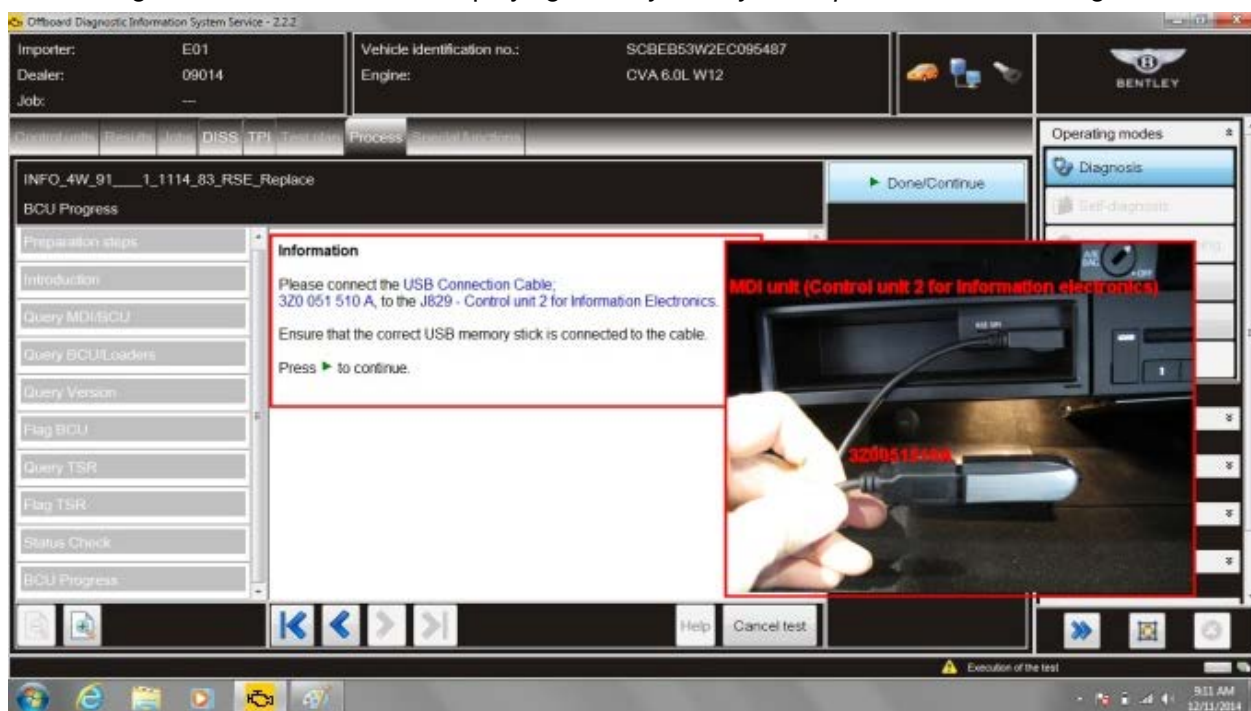 Offboard Diagnostic Information System Service - 2.2.2
Importer: E01
Dealer: 09014
Job: ---
Vehicle identification no.: SCBEB53W2EC095487
Engine: CVA 6.0L W12
BENTLEY
Control units Results Jobs DISS TPI Test plan Process Special functions
Operating modes
Diagnosis
Self-diagnosis
INFO_4W_91___1_1114_83_RSE_Replace
BCU Progress
Done/Continue
Preparation steps
Introduction
Query MDI/BCU
Query BCU/Loaders
Query Version
Flag BCU
Query TSR
Flag TSR
Status Check
BCU Progress
Information
Please connect the USB Connection Cable;
3Z0 051 510 A, to the J829 - Control unit 2 for Information Electronics.
Ensure that the correct USB memory stick is connected to the cable.
Press to continue.
MDI unit (Control unit 2 for Information electronics)
OFF
3Z0051510A
1
Help
Cancel test
Execution of the test
9:11 AM
12/11/2014